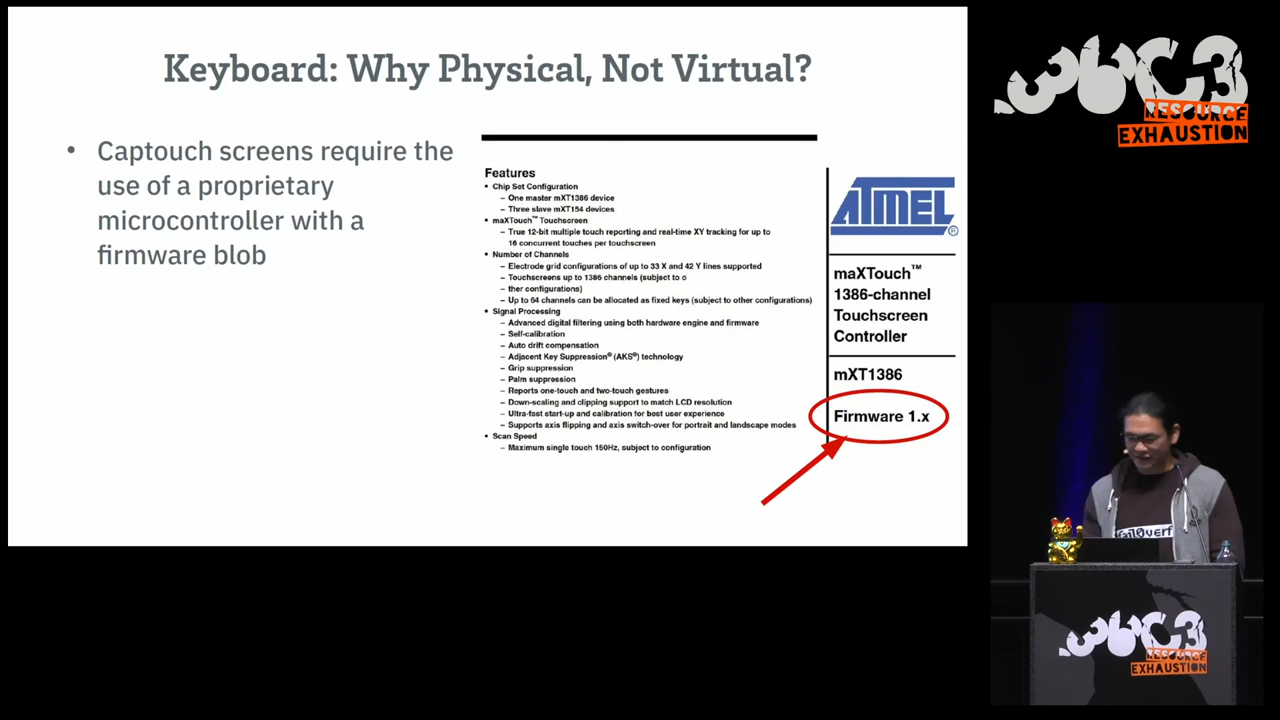 Keyboard: Why Physical, Not Virtual?
• Captouch screens require the
use of a proprietary
microcontroller with a
firmware blob
Features
• Chip Set Configuration
– One master mXT1386 device
– Three slave mXT154 devices
• maXTouch™ Touchscreen
– True 12-bit multiple touch reporting and real-time XY tracking for up to
16 concurrent touches per touchscreen
• Number of Channels
– Electrode grid configurations of up to 33 X and 42 Y lines supported
– Touchscreens up to 1386 channels (subject to o
– ther configurations)
– Up to 64 channels can be allocated as fixed keys (subject to other configurations)
• Signal Processing
– Advanced digital filtering using both hardware engine and firmware
– Self-calibration
– Auto drift compensation
– Adjacent Key Suppression® (AKS®) technology
– Grip suppression
– Palm suppression
– Reports one-touch and two-touch gestures
– Down-scaling and clipping support to match LCD resolution
– Ultra-fast start-up and calibration for best user experience
– Supports axis flipping and axis switch-over for portrait and landscape modes
• Scan Speed
– Maximum single touch 150Hz, subject to configuration
ATMEL®
maXTouch™
1386-channel
Touchscreen
Controller
mXT1386
Firmware 1.x
36C3
RESOURCE
EXHAUSTION
36C3
RESOURCE
EXHAUSTION